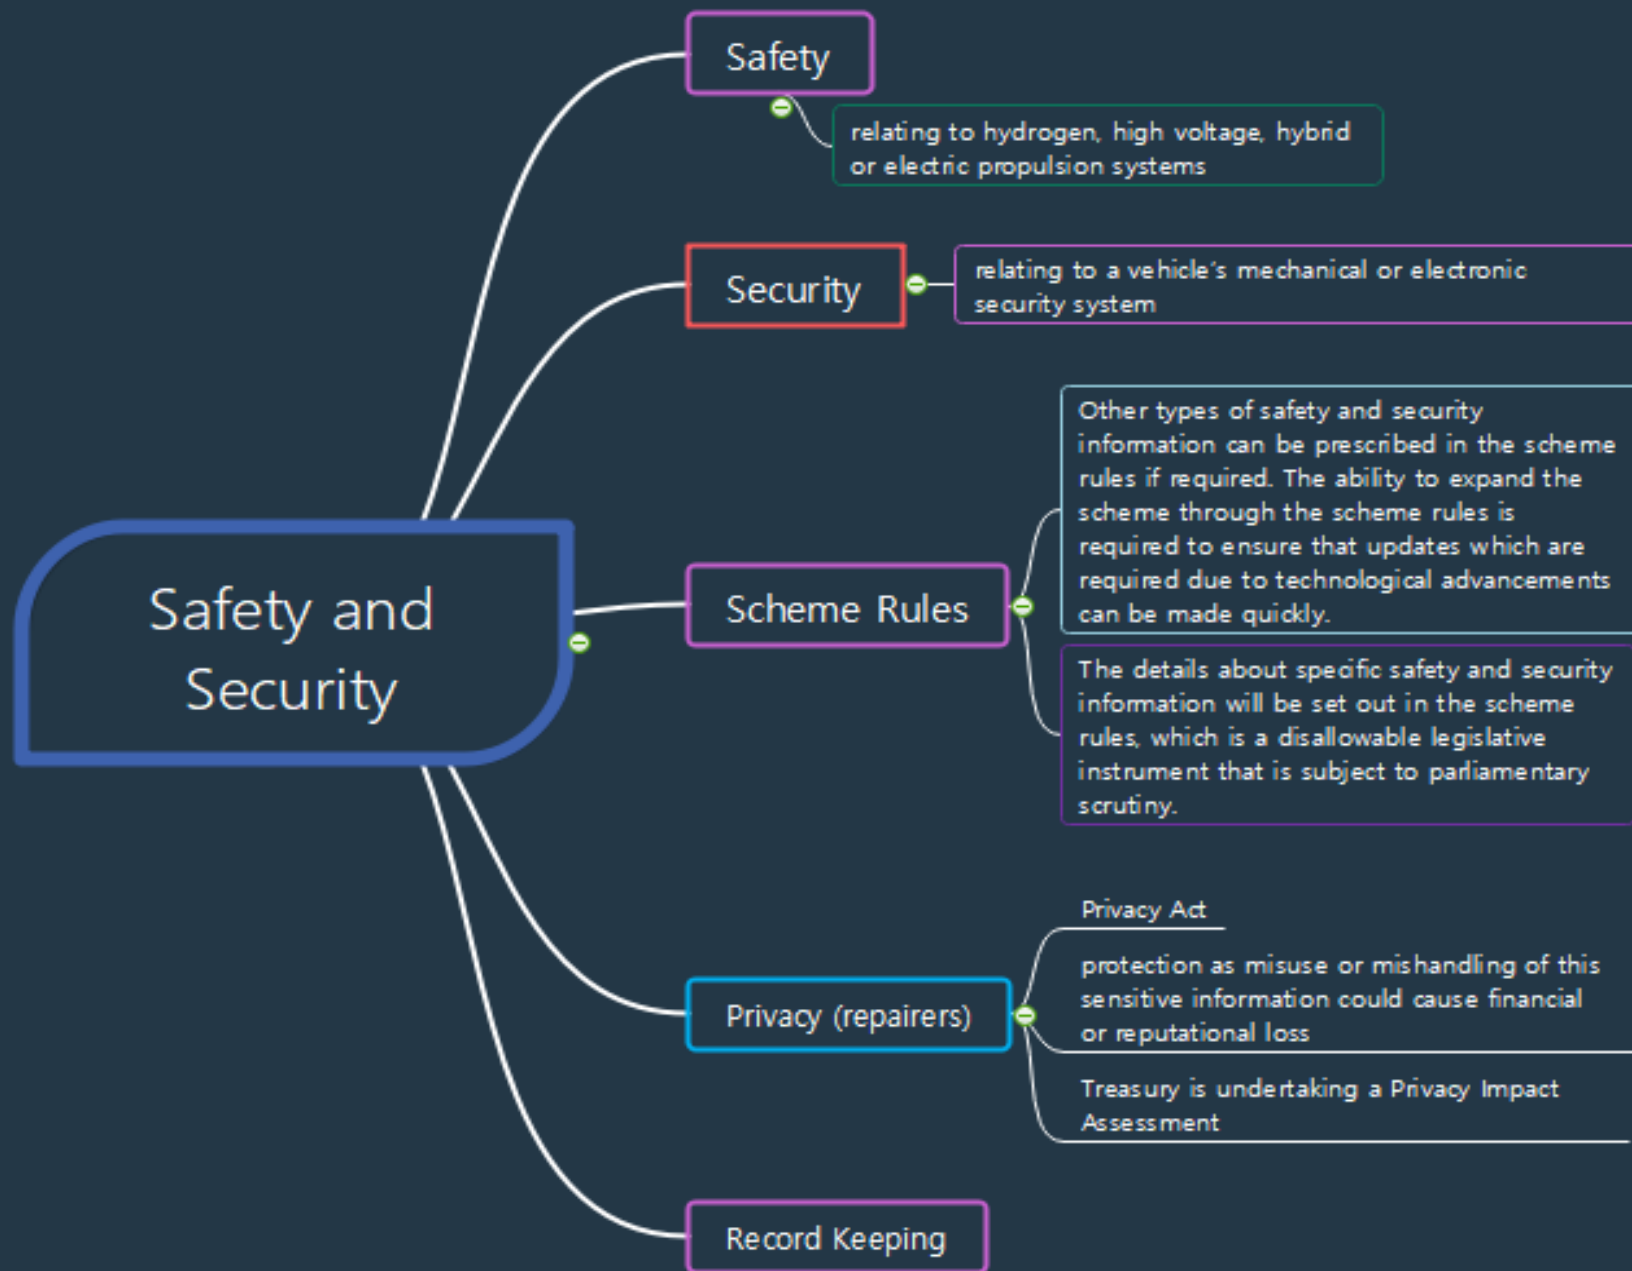 Safety
relating to hydrogen, high voltage, hybrid
or electric propulsion systems
Security
relating to a vehicle's mechanical or electronic
security system
Safety and
Security
Scheme Rules
Other types of safety and security
information can be prescribed in the scheme
rules if required. The ability to expand the
scheme through the scheme rules is
required to ensure that updates which are
required due to technological advancements
can be made quickly.
The details about specific safety and security
information will be set out in the scheme
rules, which is a disallowable legislative
instrument that is subject to parliamentary
scrutiny.
Privacy (repairers)
Privacy Act
protection as misuse or mishandling of this
sensitive information could cause financial
or reputational loss
Treasury is undertaking a Privacy Impact
Assessment
Record Keeping